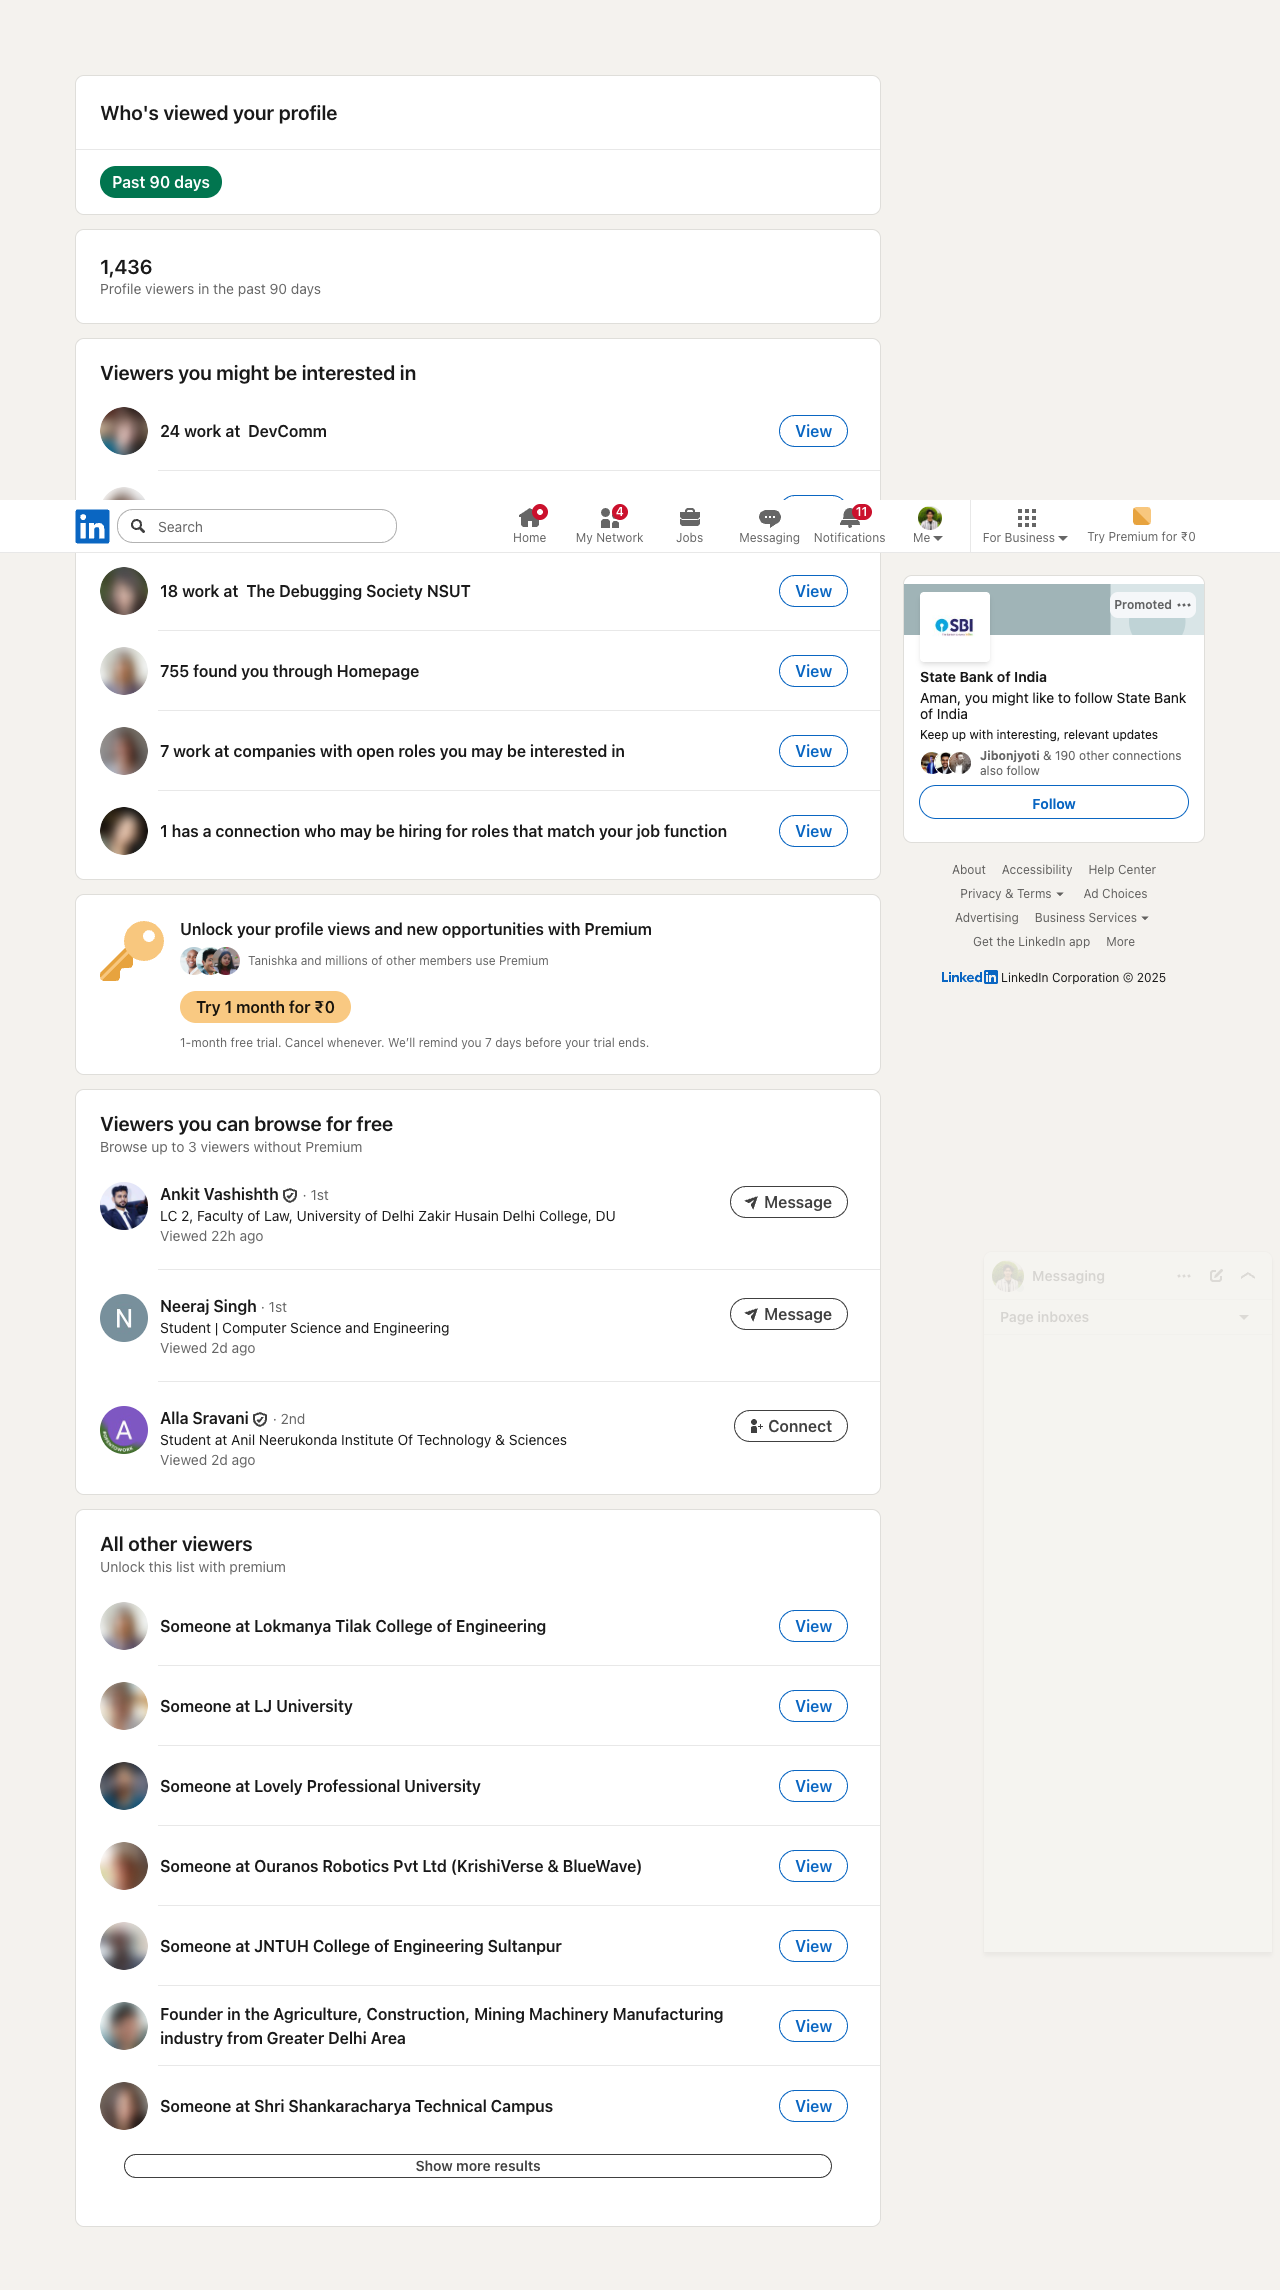 Who's viewed your profile
Past 90 days
1,436
Profile viewers in the past 90 days
Viewers you might be interested in
24 work at  DevComm
View
in
Search
Home
4
My Network
Jobs
Messaging
11
Notifications
Me
For Business
Try Premium for ₹0
18 work at  The Debugging Society NSUT
View
755 found you through Homepage
View
7 work at companies with open roles you may be interested in
View
1 has a connection who may be hiring for roles that match your job function
View
Promoted
SBI
State Bank of India
Aman, you might like to follow State Bank
of India
Keep up with interesting, relevant updates
Jibonjyoti & 190 other connections
also follow
Follow
About Accessibility Help Center
Privacy & Terms Ad Choices
Advertising Business Services
Get the LinkedIn app More
LinkedIn LinkedIn Corporation © 2025
Unlock your profile views and new opportunities with Premium
Tanishka and millions of other members use Premium
Try 1 month for ₹0
1-month free trial. Cancel whenever. We'll remind you 7 days before your trial ends.
Viewers you can browse for free
Browse up to 3 viewers without Premium
Ankit Vashishth · 1st
LC 2, Faculty of Law, University of Delhi Zakir Husain Delhi College, DU
Viewed 22h ago
Message
N
Neeraj Singh · 1st
Student | Computer Science and Engineering
Viewed 2d ago
Message
A
Alla Sravani · 2nd
Student at Anil Neerukonda Institute Of Technology & Sciences
Viewed 2d ago
Connect
Messaging
Page inboxes
All other viewers
Unlock this list with premium
Someone at Lokmanya Tilak College of Engineering
View
Someone at LJ University
View
Someone at Lovely Professional University
View
Someone at Ouranos Robotics Pvt Ltd (KrishiVerse & BlueWave)
View
Someone at JNTUH College of Engineering Sultanpur
View
Founder in the Agriculture, Construction, Mining Machinery Manufacturing
industry from Greater Delhi Area
View
Someone at Shri Shankaracharya Technical Campus
View
Show more results